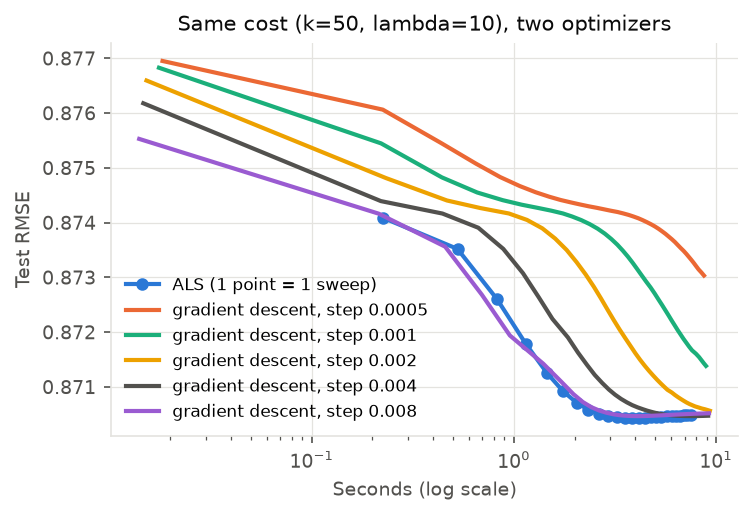 Same cost (k=50, lambda=10), two optimizers
0.877
0.876
0.875
0.874
0.873
0.872
0.871
Test RMSE
ALS (1 point = 1 sweep)
gradient descent, step 0.0005
gradient descent, step 0.001
gradient descent, step 0.002
gradient descent, step 0.004
gradient descent, step 0.008
10⁻¹ 10⁰ 10¹
Seconds (log scale)